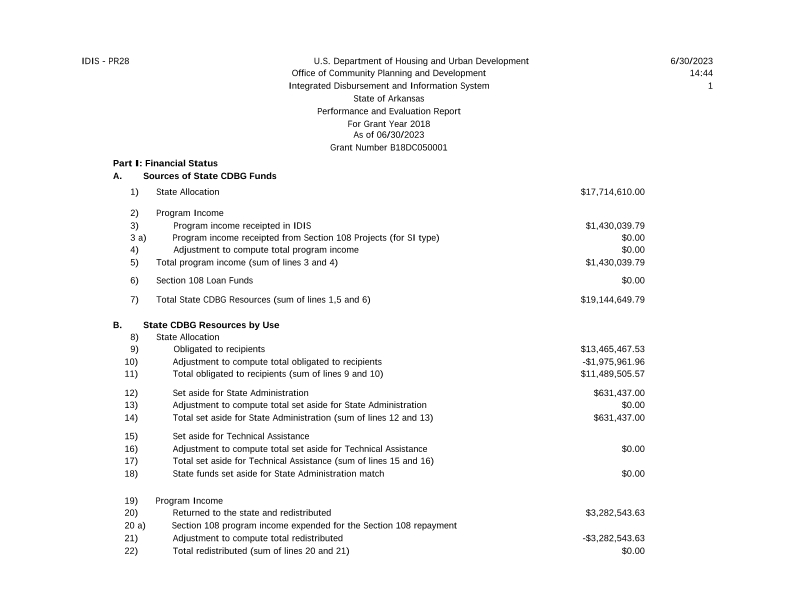 IDIS - PR28 U.S. Department of Housing and Urban Development 6/30/2023
Office of Community Planning and Development 14:44
Integrated Disbursement and Information System 1
State of Arkansas
Performance and Evaluation Report
For Grant Year 2018
As of 06/30/2023
Grant Number B18DC050001
Part I: Financial Status
A. Sources of State CDBG Funds
1) State Allocation $17,714,610.00
2) Program Income
3) Program income receipted in IDIS $1,430,039.79
3 a) Program income receipted from Section 108 Projects (for SI type) $0.00
4) Adjustment to compute total program income $0.00
5) Total program income (sum of lines 3 and 4) $1,430,039.79
6) Section 108 Loan Funds $0.00
7) Total State CDBG Resources (sum of lines 1,5 and 6) $19,144,649.79
B. State CDBG Resources by Use
8) State Allocation
9) Obligated to recipients $13,465,467.53
10) Adjustment to compute total obligated to recipients -$1,975,961.96
11) Total obligated to recipients (sum of lines 9 and 10) $11,489,505.57
12) Set aside for State Administration $631,437.00
13) Adjustment to compute total set aside for State Administration $0.00
14) Total set aside for State Administration (sum of lines 12 and 13) $631,437.00
15) Set aside for Technical Assistance
16) Adjustment to compute total set aside for Technical Assistance $0.00
17) Total set aside for Technical Assistance (sum of lines 15 and 16)
18) State funds set aside for State Administration match $0.00
19) Program Income
20) Returned to the state and redistributed $3,282,543.63
20 a) Section 108 program income expended for the Section 108 repayment
21) Adjustment to compute total redistributed -$3,282,543.63
22) Total redistributed (sum of lines 20 and 21) $0.00